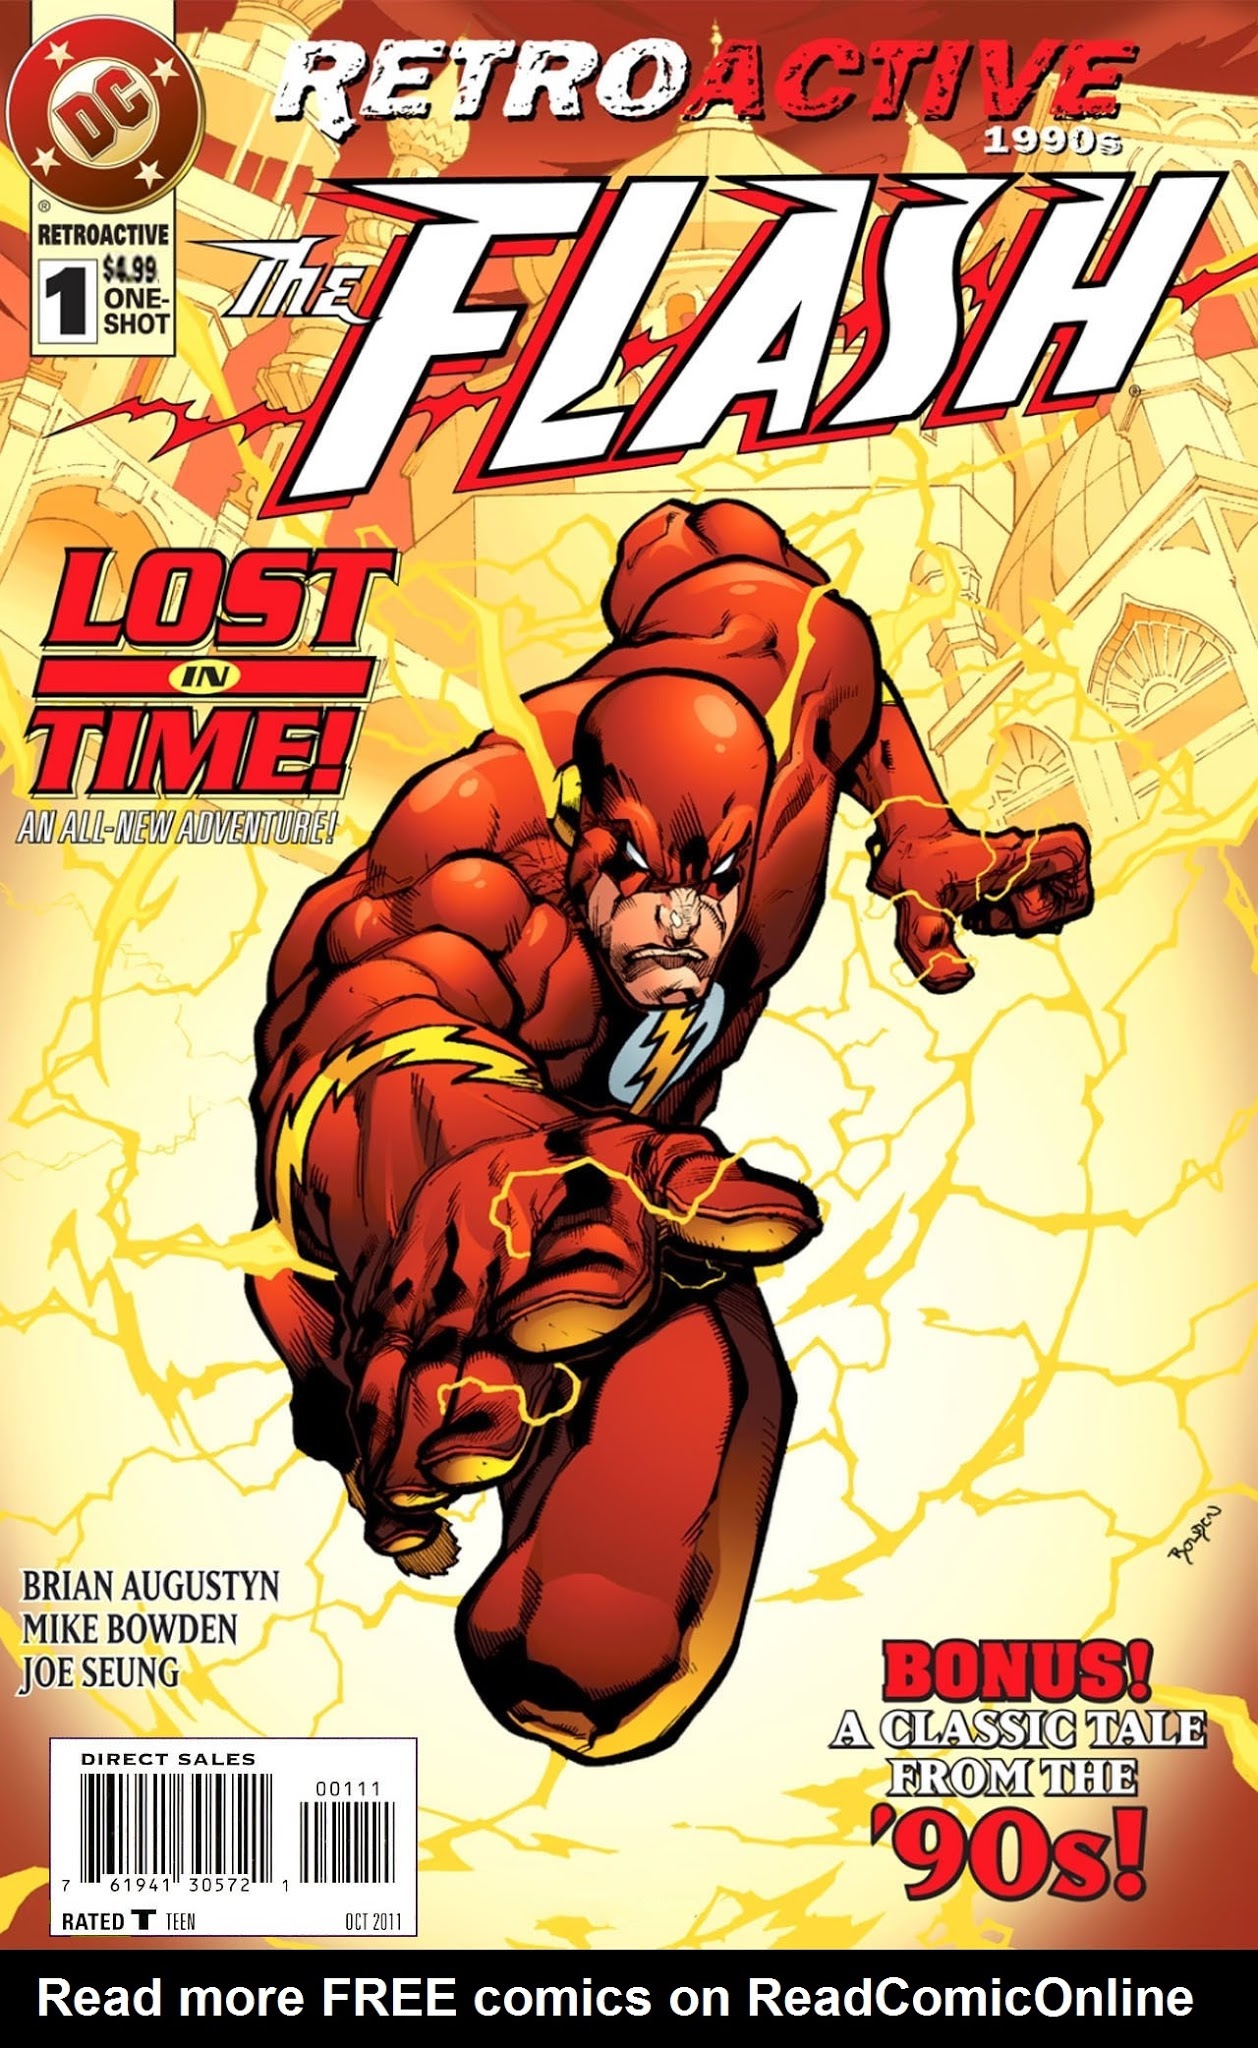 RETROACTIVE
1990s
DC
®
RETROACTIVE
1
$4.99
ONE-
SHOT
THE FLASH
LOST
IN
TIME!
AN ALL-NEW ADVENTURE!
BOWDEN
BRIAN AUGUSTYN
MIKE BOWDEN
JOE SEUNG
BONUS!
A CLASSIC TALE
FROM THE
'90s!
DIRECT SALES
00111
7 61941 30572 1
RATED T TEEN
OCT 2011
Read more FREE comics on ReadComicOnline